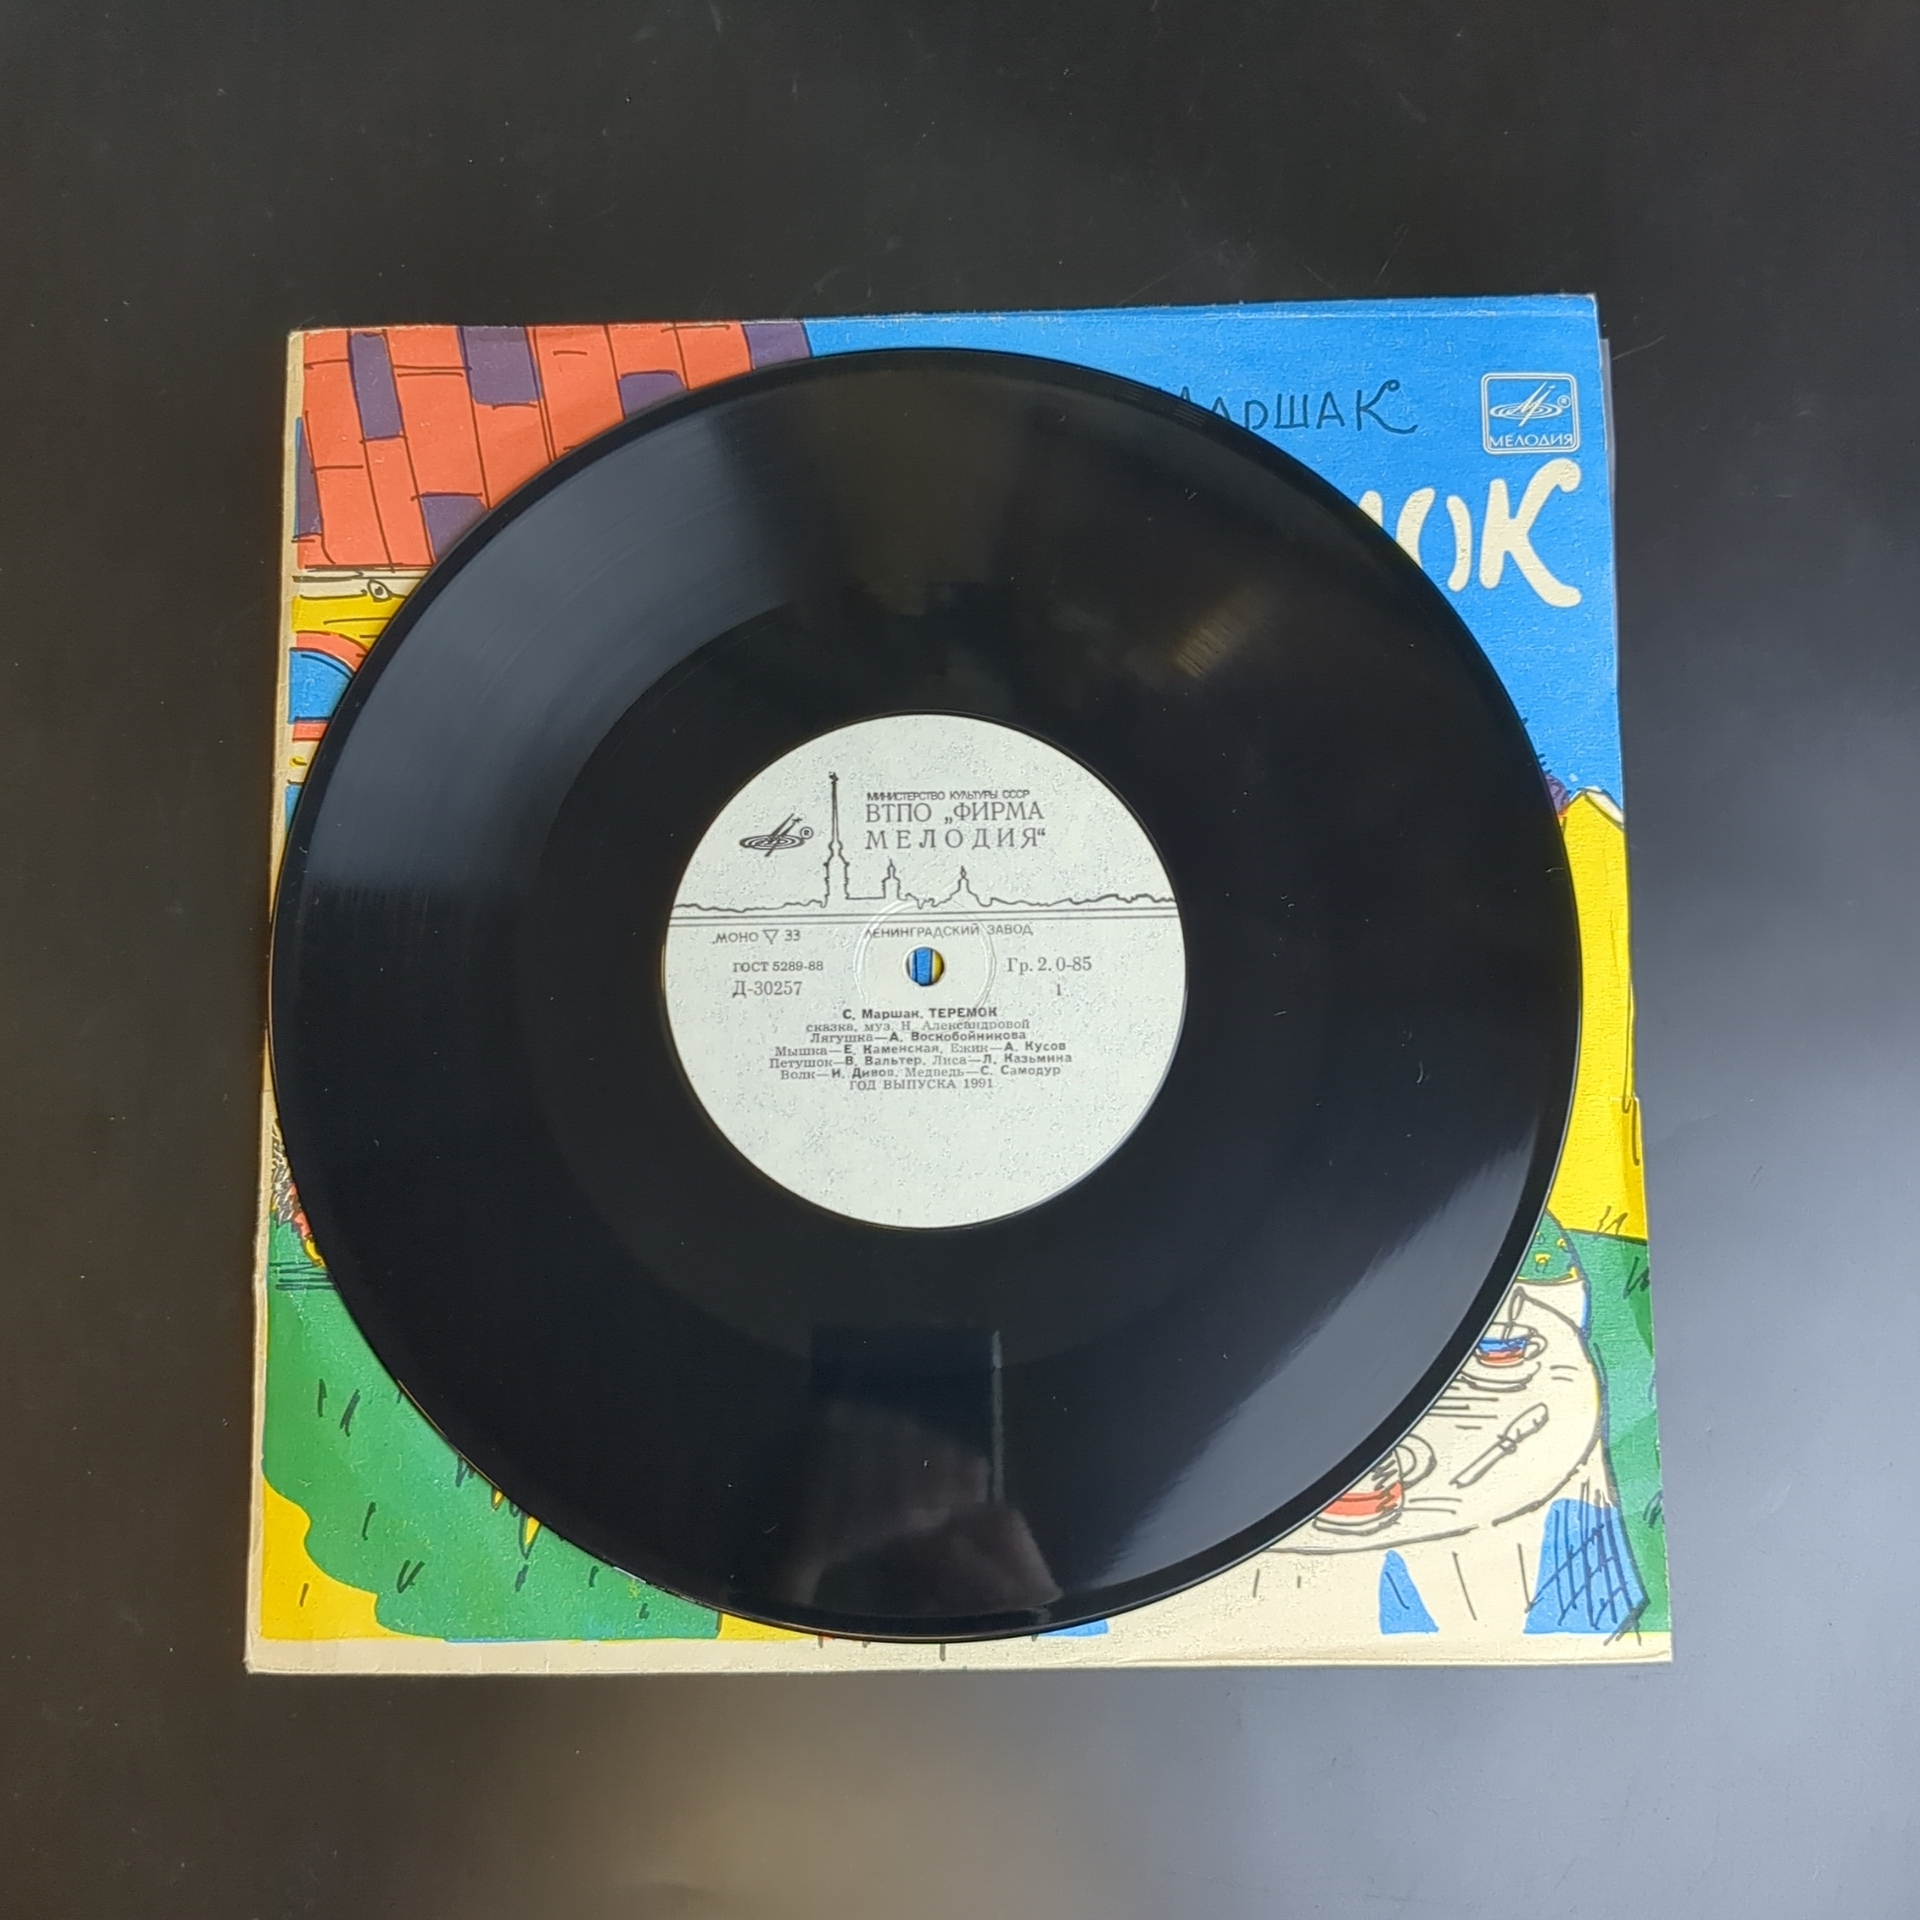 МАРШАК
МЕЛОДИЯ
МОК
МИНИСТЕРСТВО КУЛЬТУРЫ СССР
ВТПО „ФИРМА
МЕЛОДИЯ“
МОНО 33
ЛЕНИНГРАДСКИЙ ЗАВОД
ГОСТ 5289-88
Гр. 2. 0-85
Д-30257
1
С. Маршак. ТЕРЕМОК
сказка, муз. Н. Александровой
Лягушка—А. Воскобойникова
Мышка—Е. Каменская, Ежик—А. Кусов
Петушок—В. Вальтер, Лиса—Л. Казьмина
Волк—И. Дивов, Медведь—С. Самодур
ГОД ВЫПУСКА 1991